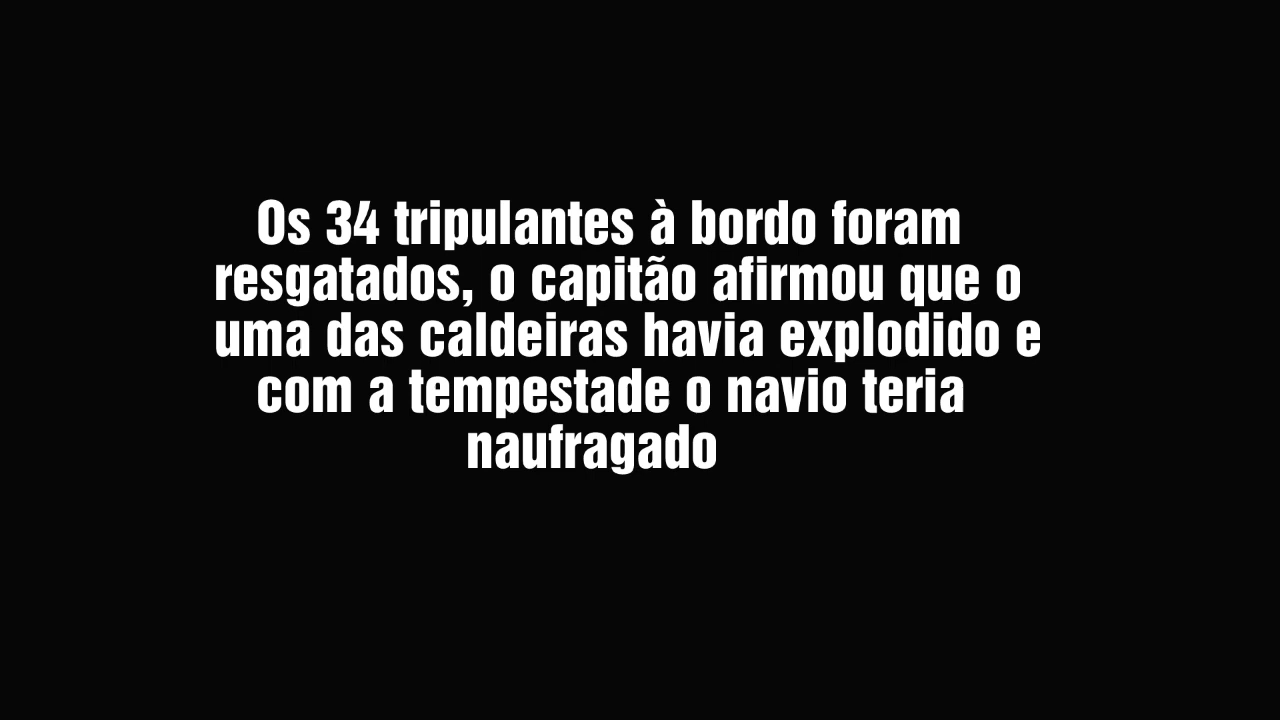 Os 34 tripulantes à bordo foram
resgatados, o capitão afirmou que o
uma das caldeiras havia explodido e
com a tempestade o navio teria
naufragado